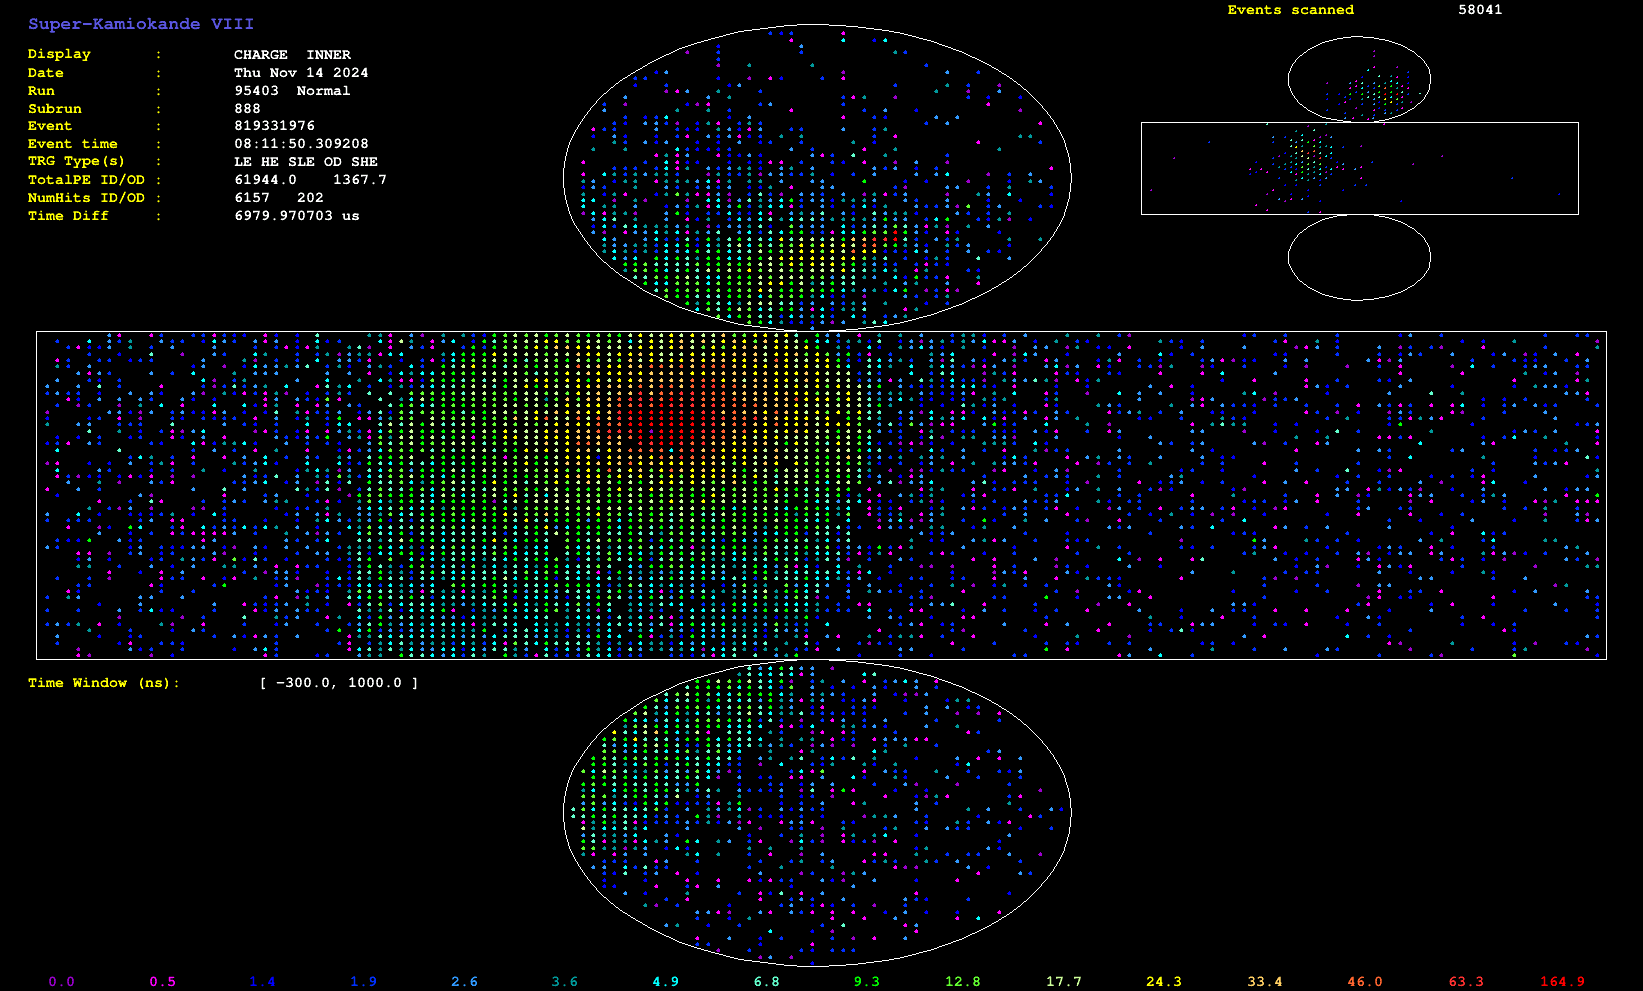 Super-Kamiokande VIII
Events scanned 58041
Display : CHARGE INNER
Date : Thu Nov 14 2024
Run : 95403 Normal
Subrun : 888
Event : 819331976
Event time : 08:11:50.309208
TRG Type(s) : LE HE SLE OD SHE
TotalPE ID/OD : 61944.0 1367.7
NumHits ID/OD : 6157 202
Time Diff : 6979.970703 us
Time Window (ns): [ -300.0, 1000.0 ]
0.0 0.5 1.4 1.9 2.6 3.6 4.9 6.8 9.3 12.8 17.7 24.3 33.4 46.0 63.3 164.9